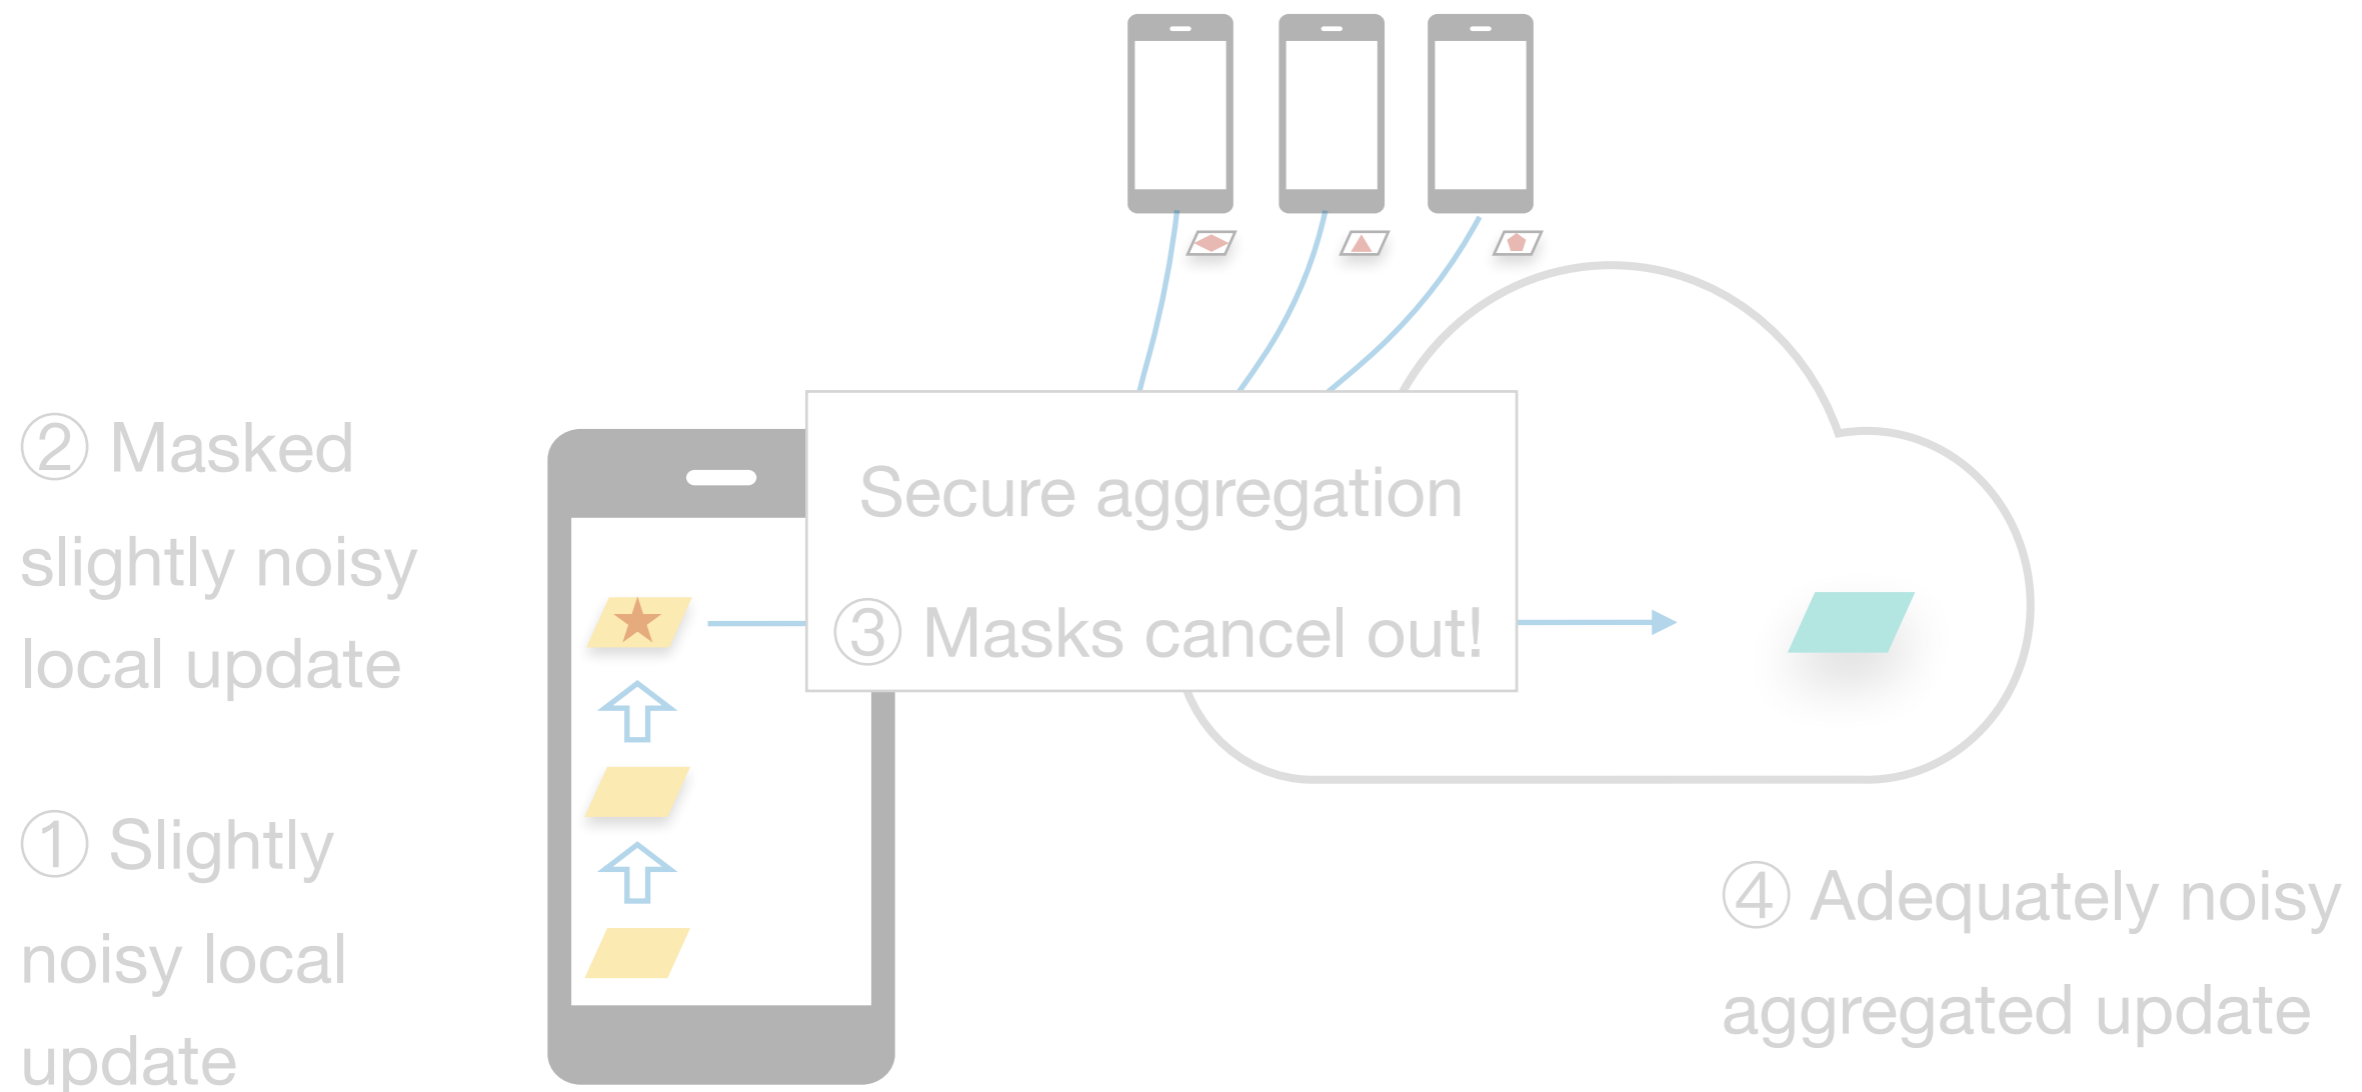 ② Masked
slightly noisy
local update
Secure aggregation
③ Masks cancel out!
① Slightly
noisy local
update
④ Adequately noisy
aggregated update